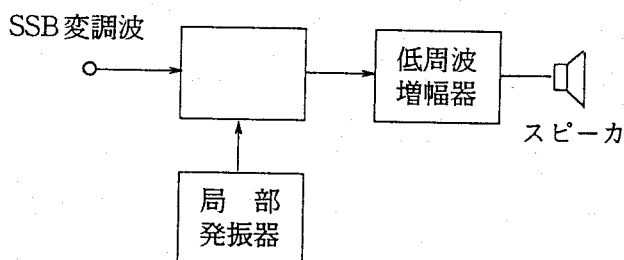 SSB変調波
低周波
増幅器
スピーカ
局 部
発振器